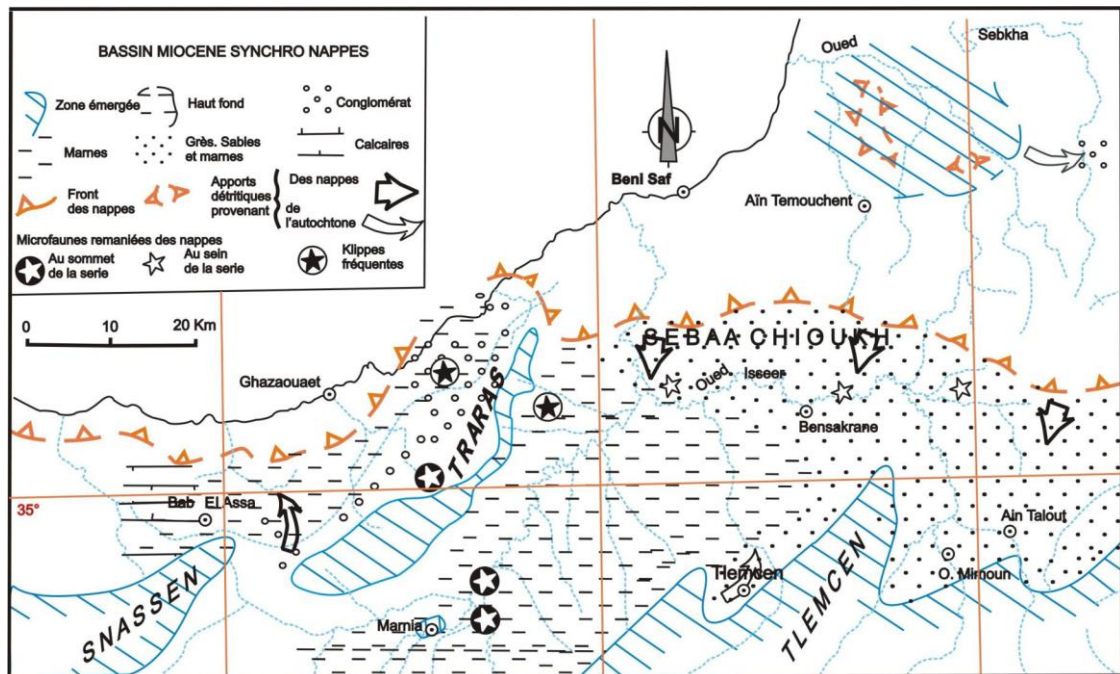 BASSIN MIOCENE SYNCHRO NAPPES
Zone émergée
Haut fond
Conglomérat
Marnes
Grès. Sables
et marnes
Calcaires
Front
des nappes
Apports
détritiques
provenant
Des nappes
de
l'autochtone
Microfaunes remaniées des nappes
Au sommet
de la serie
Au sein
de la serie
Klippes
fréquentes
0 10 20 Km
N
Oued
Sebkha
Beni Saf
Aïn Temouchent
SEBAA CHIOUKH
Ghazaouaet
Oued Isseer
Bensakrane
TRARAS
35°
Bab El Assa
Ain Talout
O. Mimoun
Tlemcen
TLEMCEN
SNASSEN
Marnia